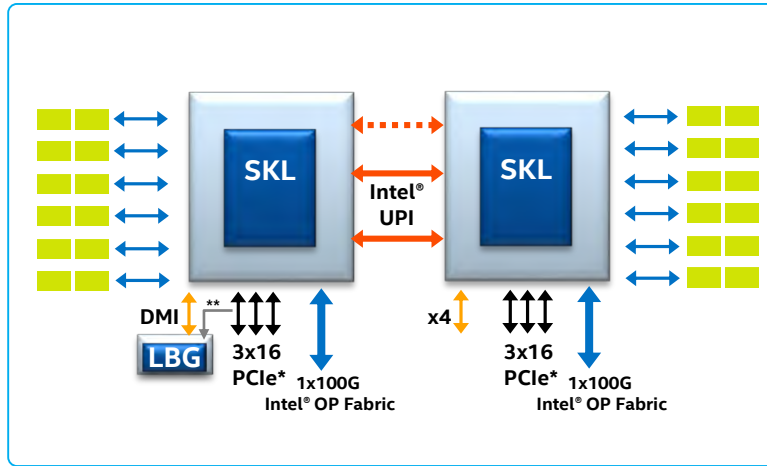 SKL
SKL
Intel®
UPI
DMI
**
LBG
3x16
PCIe*
1x100G
Intel® OP Fabric
x4
3x16
PCIe*
1x100G
Intel® OP Fabric